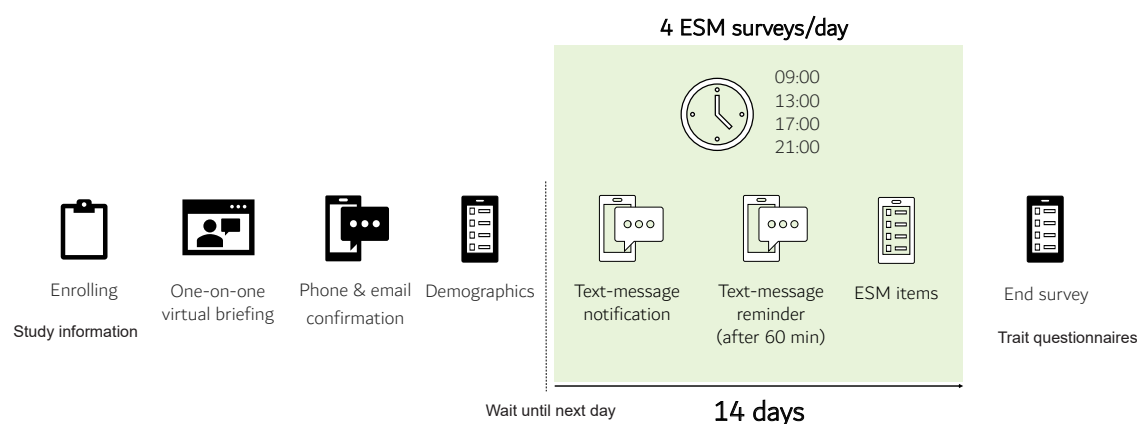 4 ESM surveys/day
09:00
13:00
17:00
21:00
Enrolling
Study information
One-on-one
virtual briefing
Phone & email
confirmation
Demographics
Text-message
notification
Text-message
reminder
(after 60 min)
ESM items
End survey
Trait questionnaires
Wait until next day
14 days